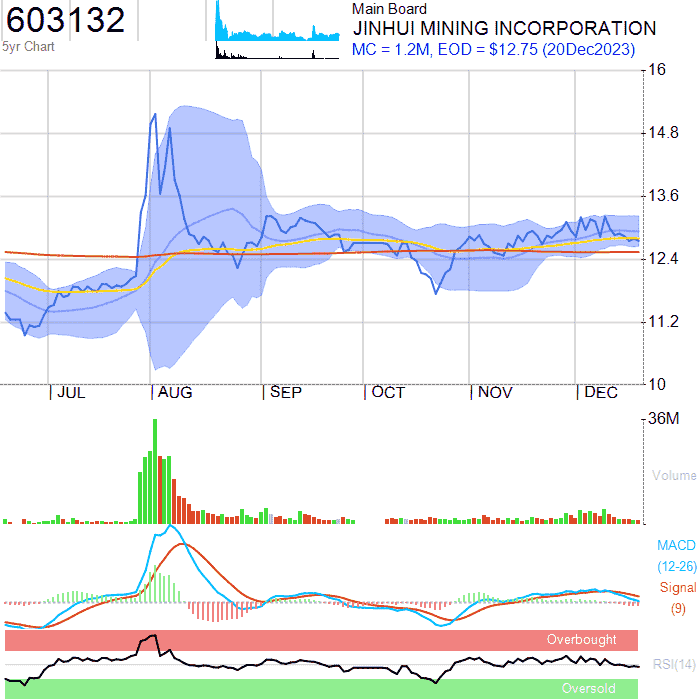 603132
5yr Chart
Main Board
JINHUI MINING INCORPORATION
MC = 1.2M, EOD = $12.75 (20Dec2023)
16
14.8
13.6
12.4
11.2
10
JUL AUG SEP OCT NOV DEC
36M
Volume
MACD
(12-26)
Signal
(9)
Overbought
RSI(14)
Oversold